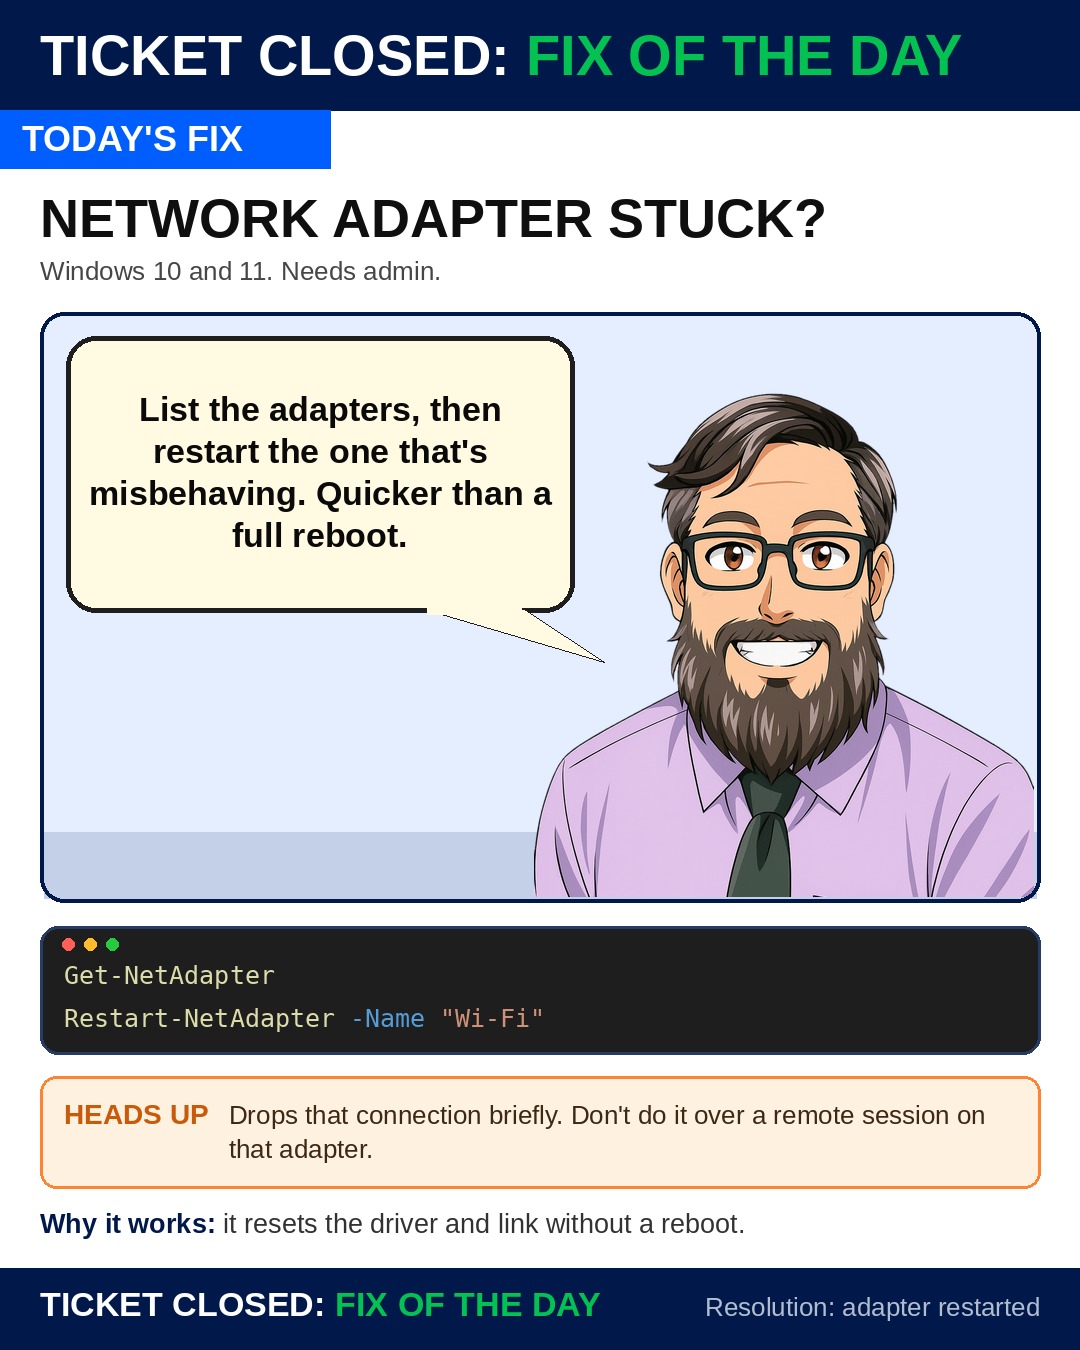 TICKET CLOSED: FIX OF THE DAY
TODAY'S FIX
NETWORK ADAPTER STUCK?
Windows 10 and 11. Needs admin.
List the adapters, then
restart the one that's
misbehaving. Quicker than a
full reboot.
Get-NetAdapter
Restart-NetAdapter -Name "Wi-Fi"
HEADS UP Drops that connection briefly. Don't do it over a remote session on
that adapter.
Why it works: it resets the driver and link without a reboot.
TICKET CLOSED: FIX OF THE DAY Resolution: adapter restarted